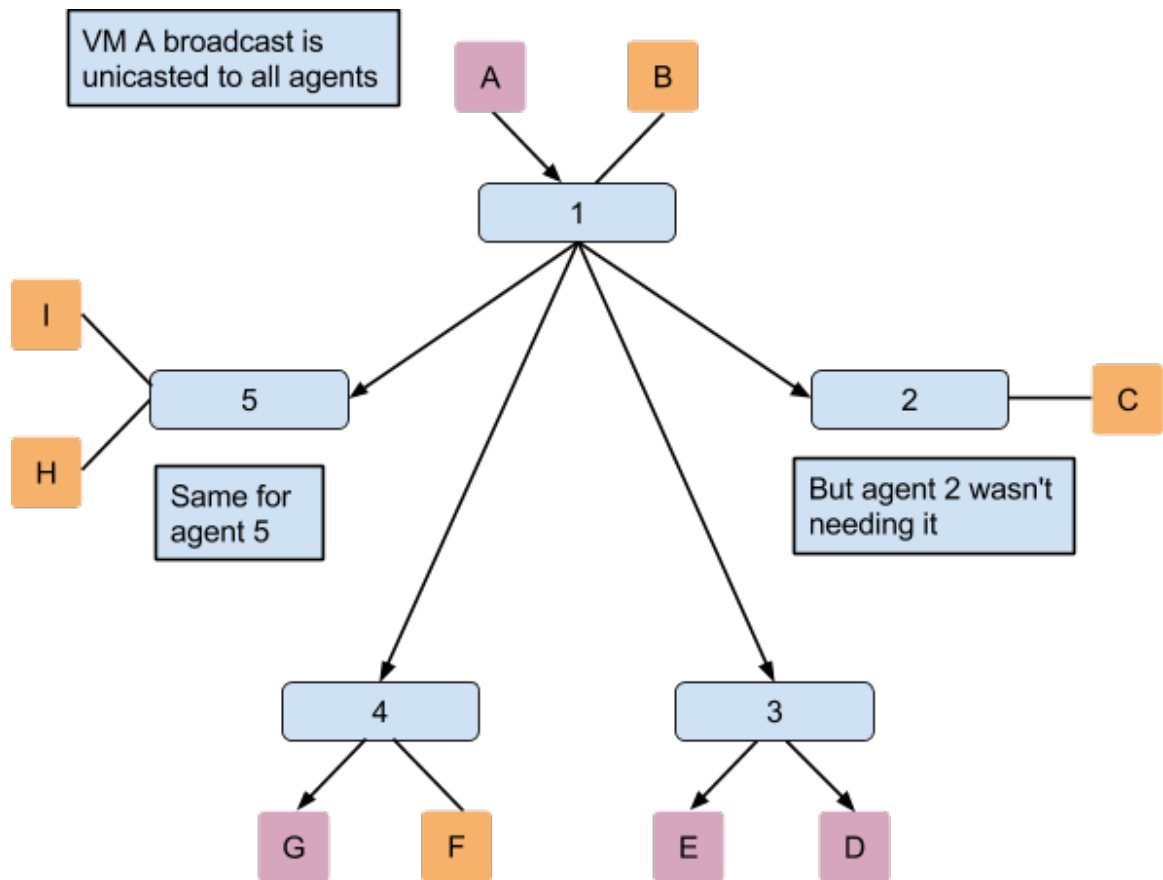 VM A broadcast is
unicasted to all agents
A
B
1
I
5
2
C
H
Same for
agent 5
But agent 2 wasn't
needing it
4
3
G
F
E
D